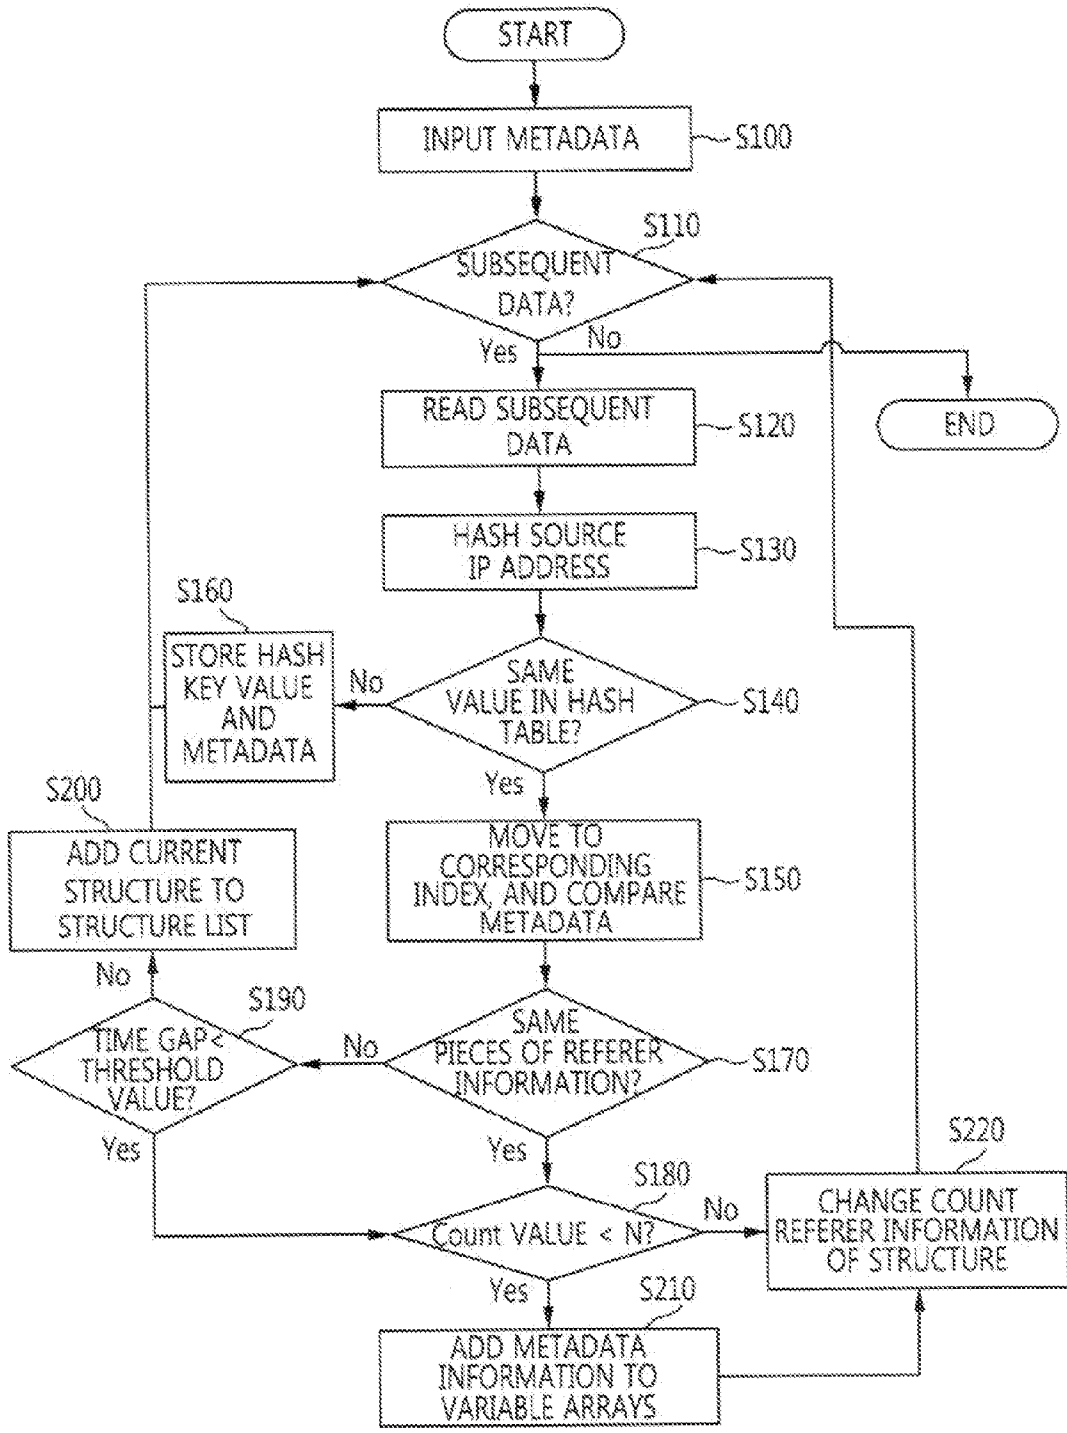 START
INPUT METADATA
S100
S110
SUBSEQUENT
DATA?
Yes
No
READ SUBSEQUENT
DATA
S120
END
HASH SOURCE
IP ADDRESS
S130
S160
STORE HASH
KEY VALUE
AND
METADATA
No
SAME
VALUE IN HASH
TABLE?
S140
Yes
S200
ADD CURRENT
STRUCTURE TO
STRUCTURE LIST
MOVE TO
CORRESPONDING
INDEX, AND COMPARE
METADATA
S150
No
S190
TIME GAP<
THRESHOLD
VALUE?
No
SAME
PIECES OF REFERER
INFORMATION?
S170
Yes
Yes
S180
Count VALUE < N?
No
S220
CHANGE COUNT
REFERER INFORMATION
OF STRUCTURE
Yes
S210
ADD METADATA
INFORMATION TO
VARIABLE ARRAYS